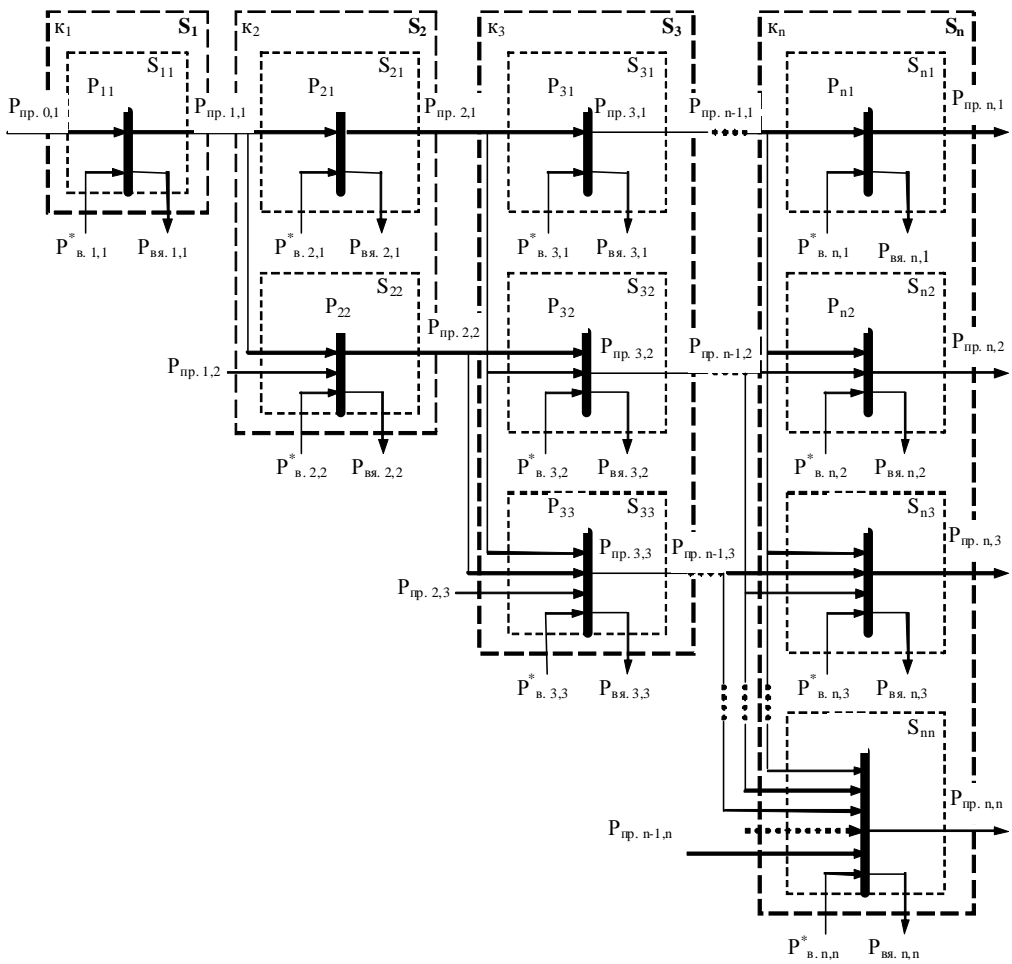 к1 S1 к2 S2 к3 S3 кn Sn
S11 S21 S31 Sn1
P11 P21 P31 Pn1
Pпр. 0,1 Pпр. 1,1 Pпр. 2,1 Pпр. 3,1 Pпр. n-1,1 Pпр. n,1
P*в. 1,1 Pвя. 1,1 P*в. 2,1 Pвя. 2,1 P*в. 3,1 Pвя. 3,1 P*в. n,1 Pвя. n,1
S22 S32 Sn2
P22 P32 Pn2
Pпр. 1,2 Pпр. 2,2 Pпр. 3,2 Pпр. n-1,2 Pпр. n,2
P*в. 2,2 Pвя. 2,2 P*в. 3,2 Pвя. 3,2 P*в. n,2 Pвя. n,2
P33 S33 Sn3
Pпр. 2,3 Pпр. 3,3 Pпр. n-1,3 Pпр. n,3
P*в. 3,3 Pвя. 3,3 P*в. n,3 Pвя. n,3
Snn
Pпр. n-1,n Pпр. n,n
P*в. n,n Pвя. n,n